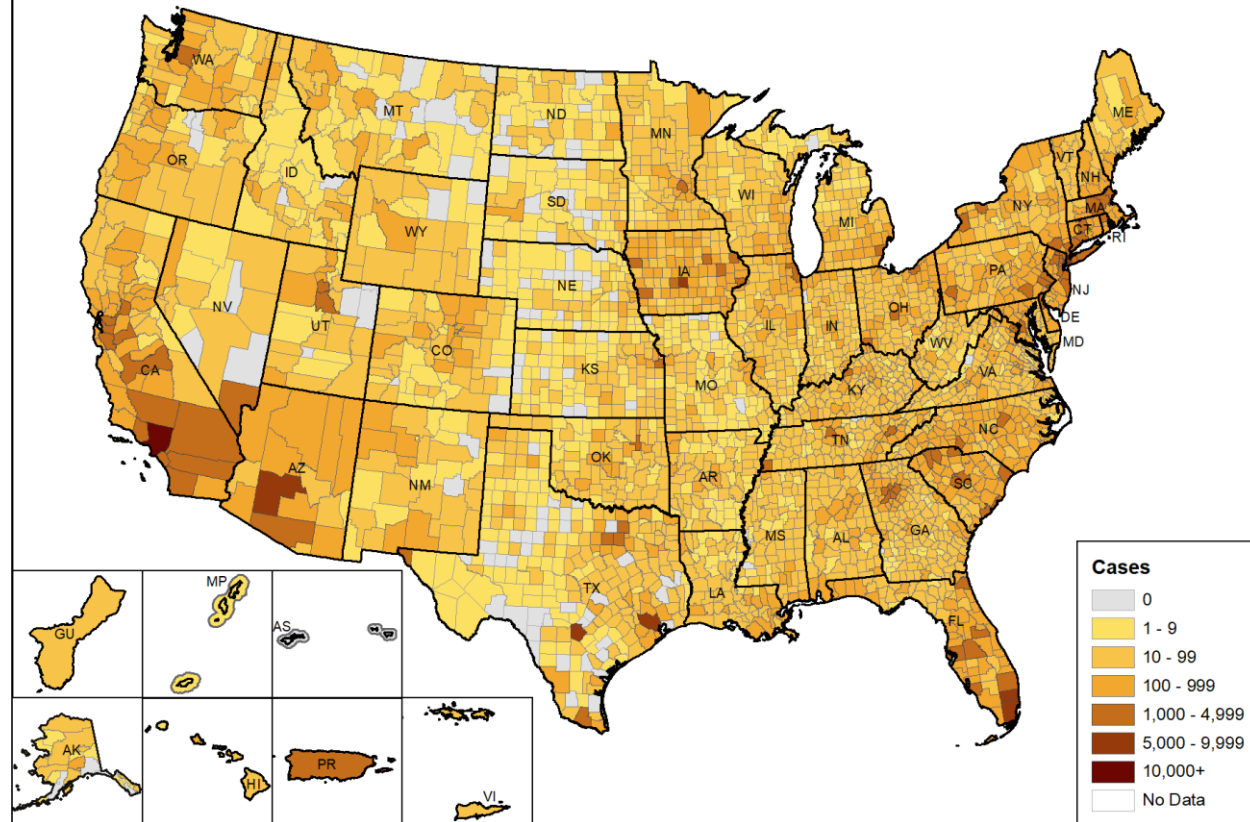 WA
MT
ND
MN
ME
OR
ID
SD
WI
VT
NH
WY
MI
NY
MA
CT
RI
IA
NE
PA
NV
UT
NJ
OH
IL
IN
DE
CO
MD
WV
CA
KS
MO
VA
KY
NC
TN
OK
AZ
AR
NM
SC
MS
AL
GA
TX
LA
FL
MP
GU
AS
AK
HI
PR
VI
Cases
0
1 - 9
10 - 99
100 - 999
1,000 - 4,999
5,000 - 9,999
10,000+
No Data